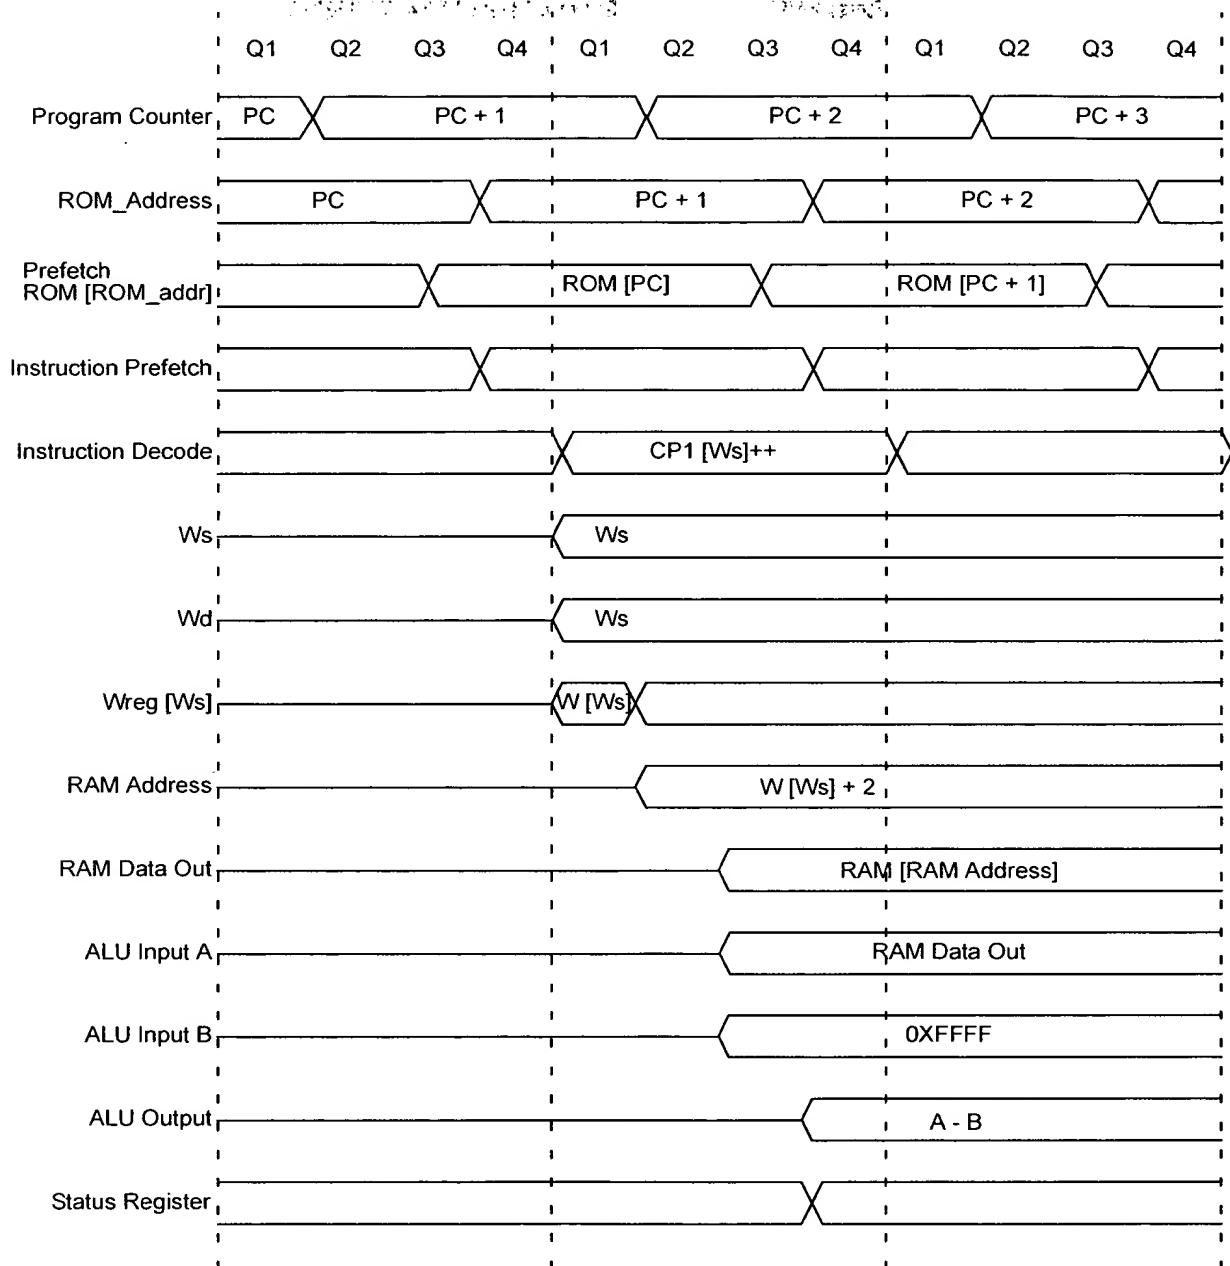 Q1 Q2 Q3 Q4 Q1 Q2 Q3 Q4 Q1 Q2 Q3 Q4
Program Counter PC PC + 1 PC + 2 PC + 3
ROM_Address PC PC + 1 PC + 2
Prefetch
ROM [ROM_addr] ROM [PC] ROM [PC + 1]
Instruction Prefetch
Instruction Decode CP1 [Ws]++
Ws Ws
Wd Ws
Wreg [Ws] W [Ws]
RAM Address W [Ws] + 2
RAM Data Out RAM [RAM Address]
ALU Input A RAM Data Out
ALU Input B 0XFFFF
ALU Output A - B
Status Register